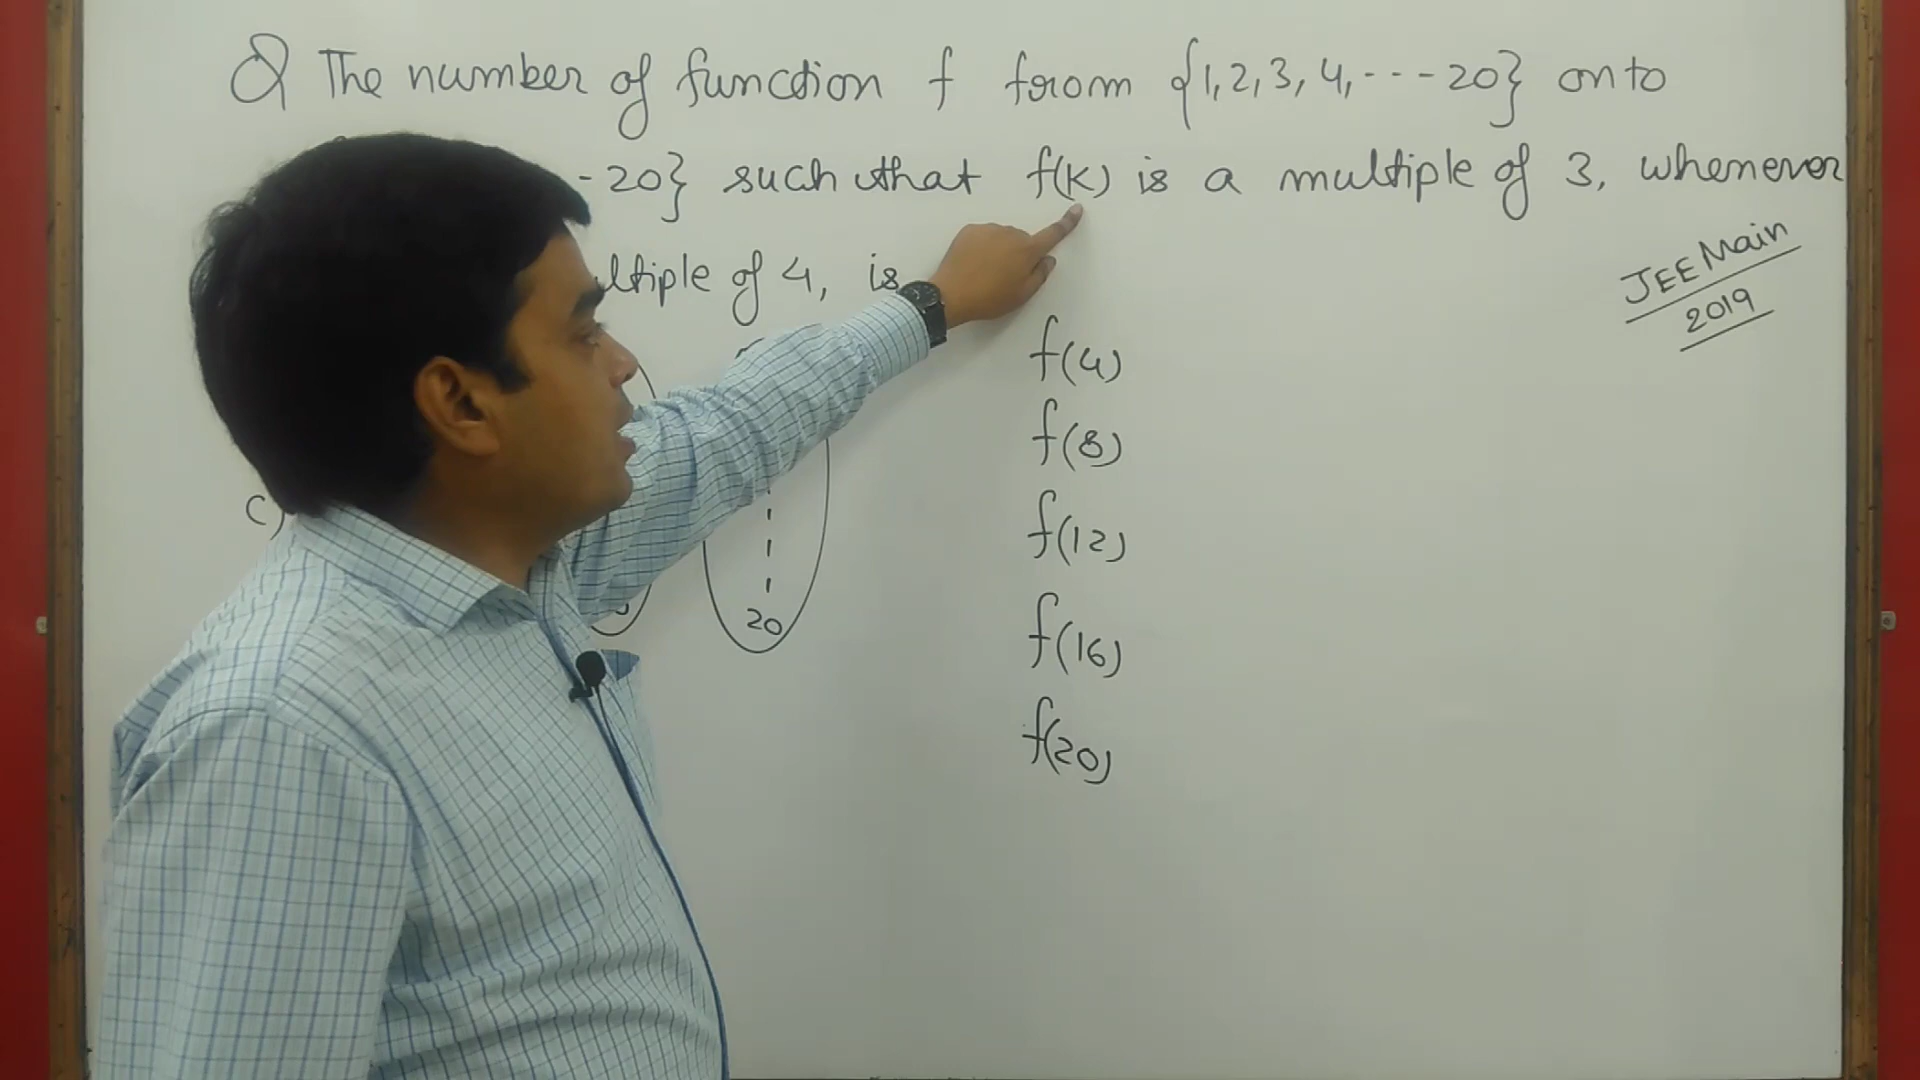 Q The number of function f from {1, 2, 3, 4, --- 20} onto
- 20} such that f(K) is a multiple of 3, whenever
ltiple of 4, is
JEE Main
2019
f(4)
f(8)
C)
f(12)
20
f(16)
f(20)